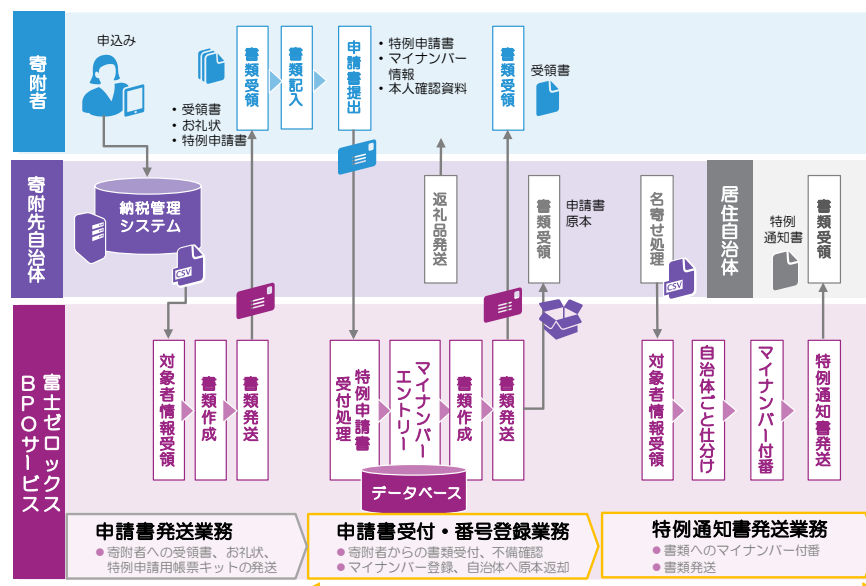 寄附者
申込み
・受領書
・お礼状
・特例申請書
書類受領
書類記入
申請書提出
・特例申請書
・マイナンバー
情報
・本人確認資料
書類受領
受領書
寄附先自治体
納税管理
システム
CSV
返礼品発送
書類受領
申請書
原本
名寄せ処理
CSV
居住自治体
特例
通知書
書類受領
富士ゼロックス
BPOサービス
対象者情報受領
書類作成
書類発送
特例申請書
受付処理
マイナンバー
エントリー
書類作成
書類発送
データベース
対象者情報受領
自治体ごと仕分け
マイナンバー付番
特例通知書発送
申請書発送業務
●寄附者への受領書、お礼状、
特例申請用帳票キットの発送
申請書受付・番号登録業務
●寄附者からの書類受付、不備確認
●マイナンバー登録、自治体へ原本返却
特例通知書発送業務
●書類へのマイナンバー付番
●書類発送